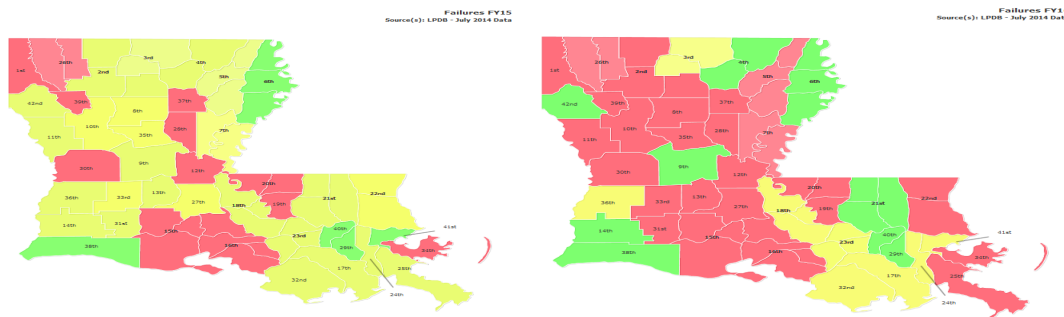 Failures FY15
Source(s): LPDB - July 2014 Data
1st
26th
2nd
3rd
4th
5th
6th
42nd
39th
37th
8th
10th
11th
35th
28th
7th
30th
9th
12th
36th
33rd
13th
27th
20th
19th
18th
21st
22nd
14th
31st
15th
38th
16th
23rd
40th
29th
41st
34th
25th
17th
32nd
24th
Failures FY1
Source(s): LPDB - July 2014 Data
1st
26th
2nd
3rd
4th
5th
6th
42nd
39th
37th
8th
10th
11th
35th
28th
7th
30th
9th
12th
36th
33rd
13th
27th
20th
19th
18th
21st
22nd
14th
31st
15th
38th
16th
23rd
40th
29th
41st
25th
17th
32nd
24th